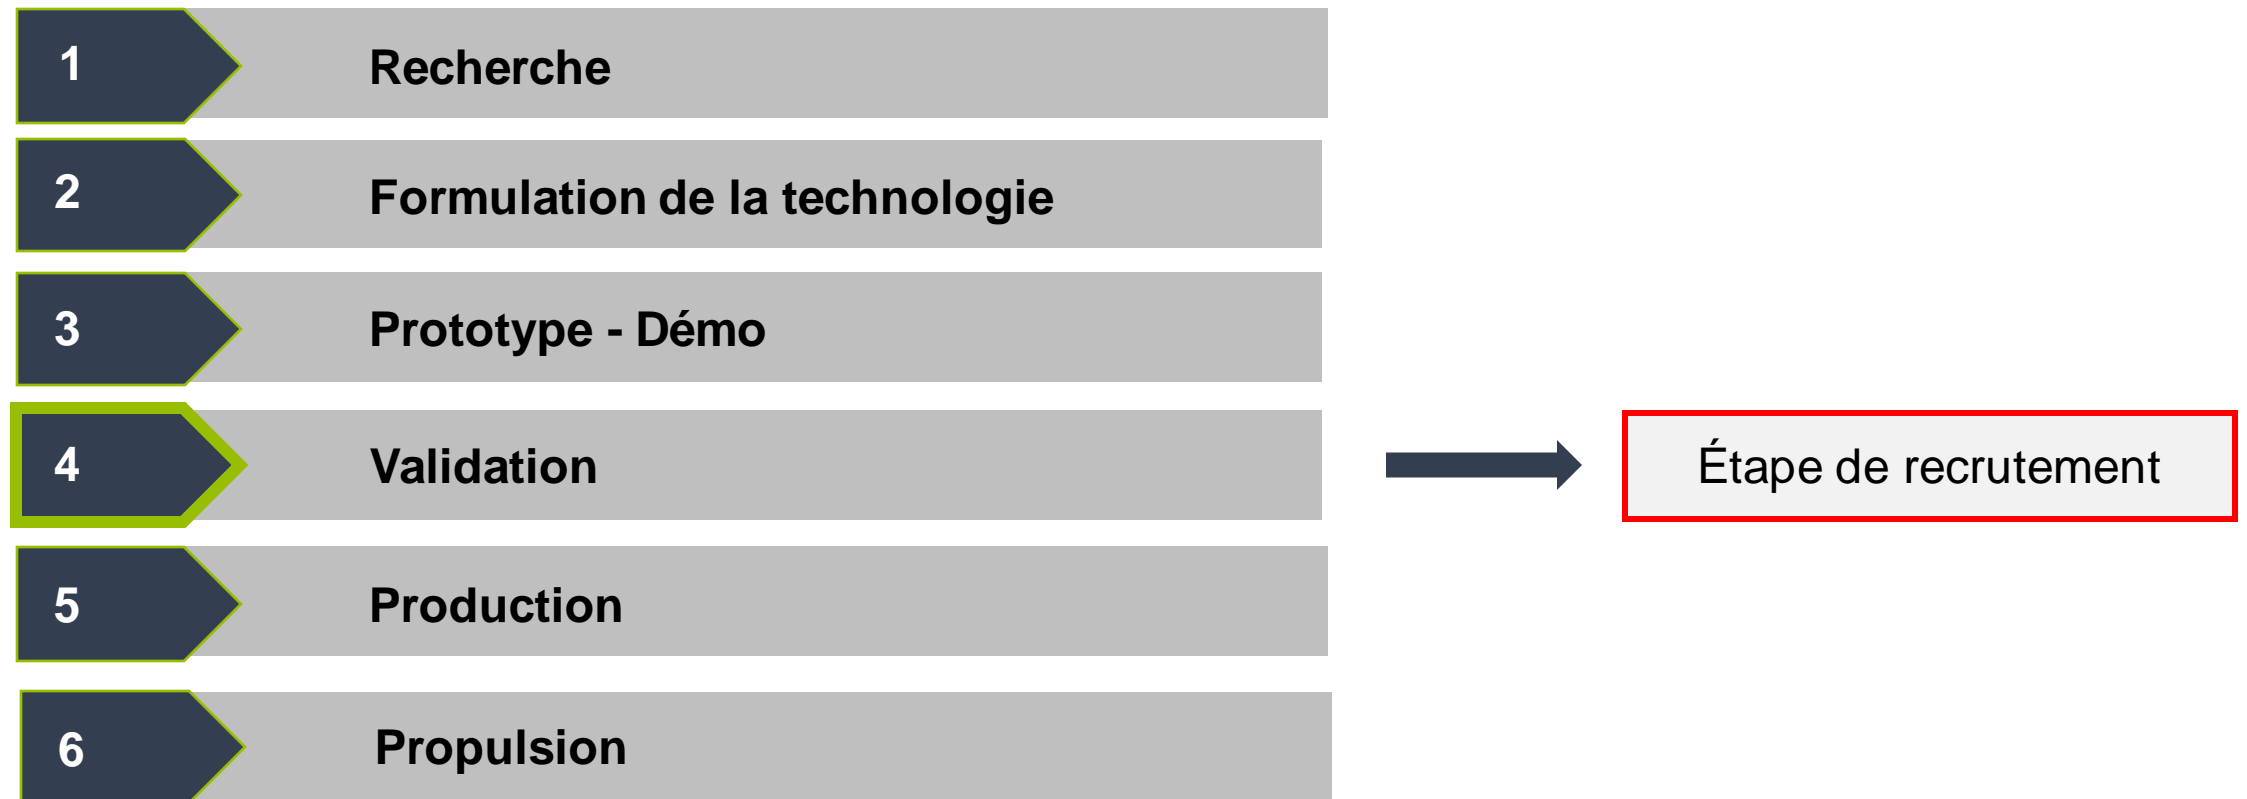 1 Recherche
2 Formulation de la technologie
3 Prototype - Démo
4 Validation
Étape de recrutement
5 Production
6 Propulsion